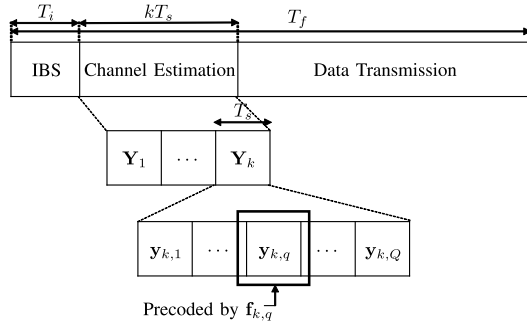 T_i kT_s T_f
IBS Channel Estimation Data Transmission
T_s
Y_1 ⋯ Y_k
y_{k,1} ⋯ y_{k,q} ⋯ y_{k,Q}
Precoded by f_{k,q}